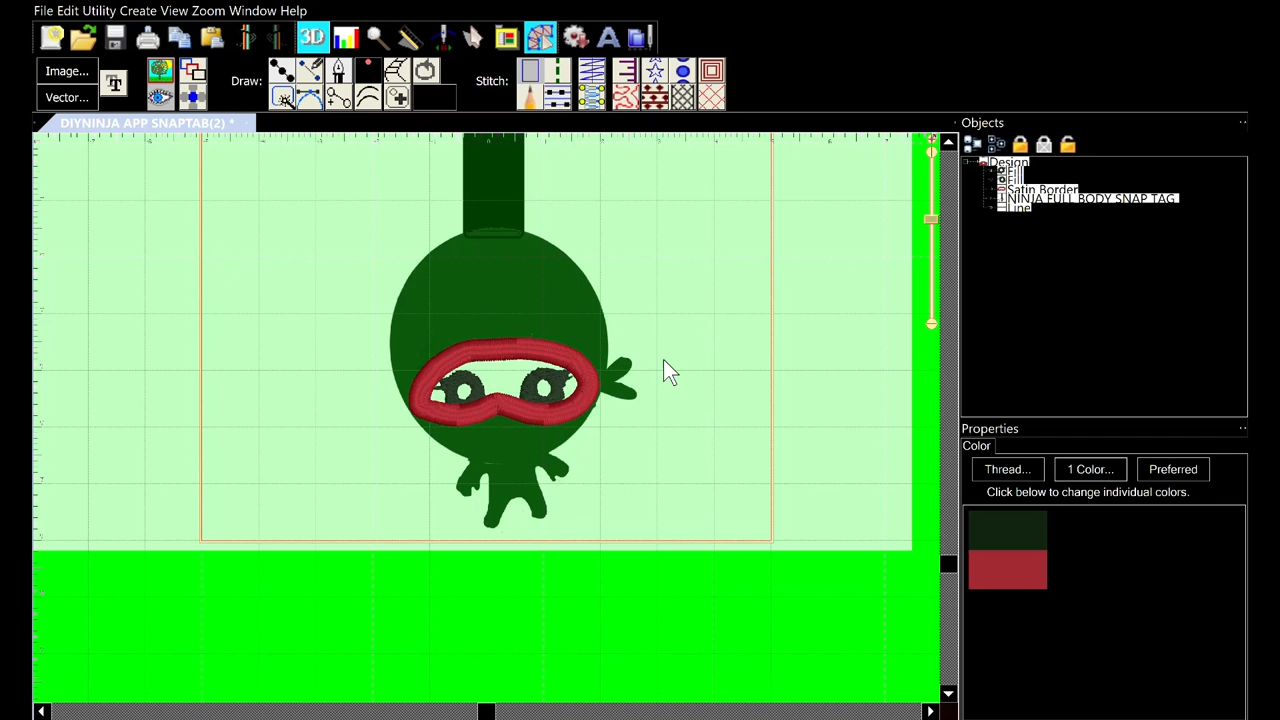 File Edit Utility Create View Zoom Window Help
3D
Image...
Draw:
Stitch:
Vector...
DIYNINJA APP SNAPTAB(2) *
Objects
Design
Fill
Fill
Satin Border
NINJA FULL BODY SNAP TAG
Line
Properties
Color
Thread...
1 Color...
Preferred
Click below to change individual colors.